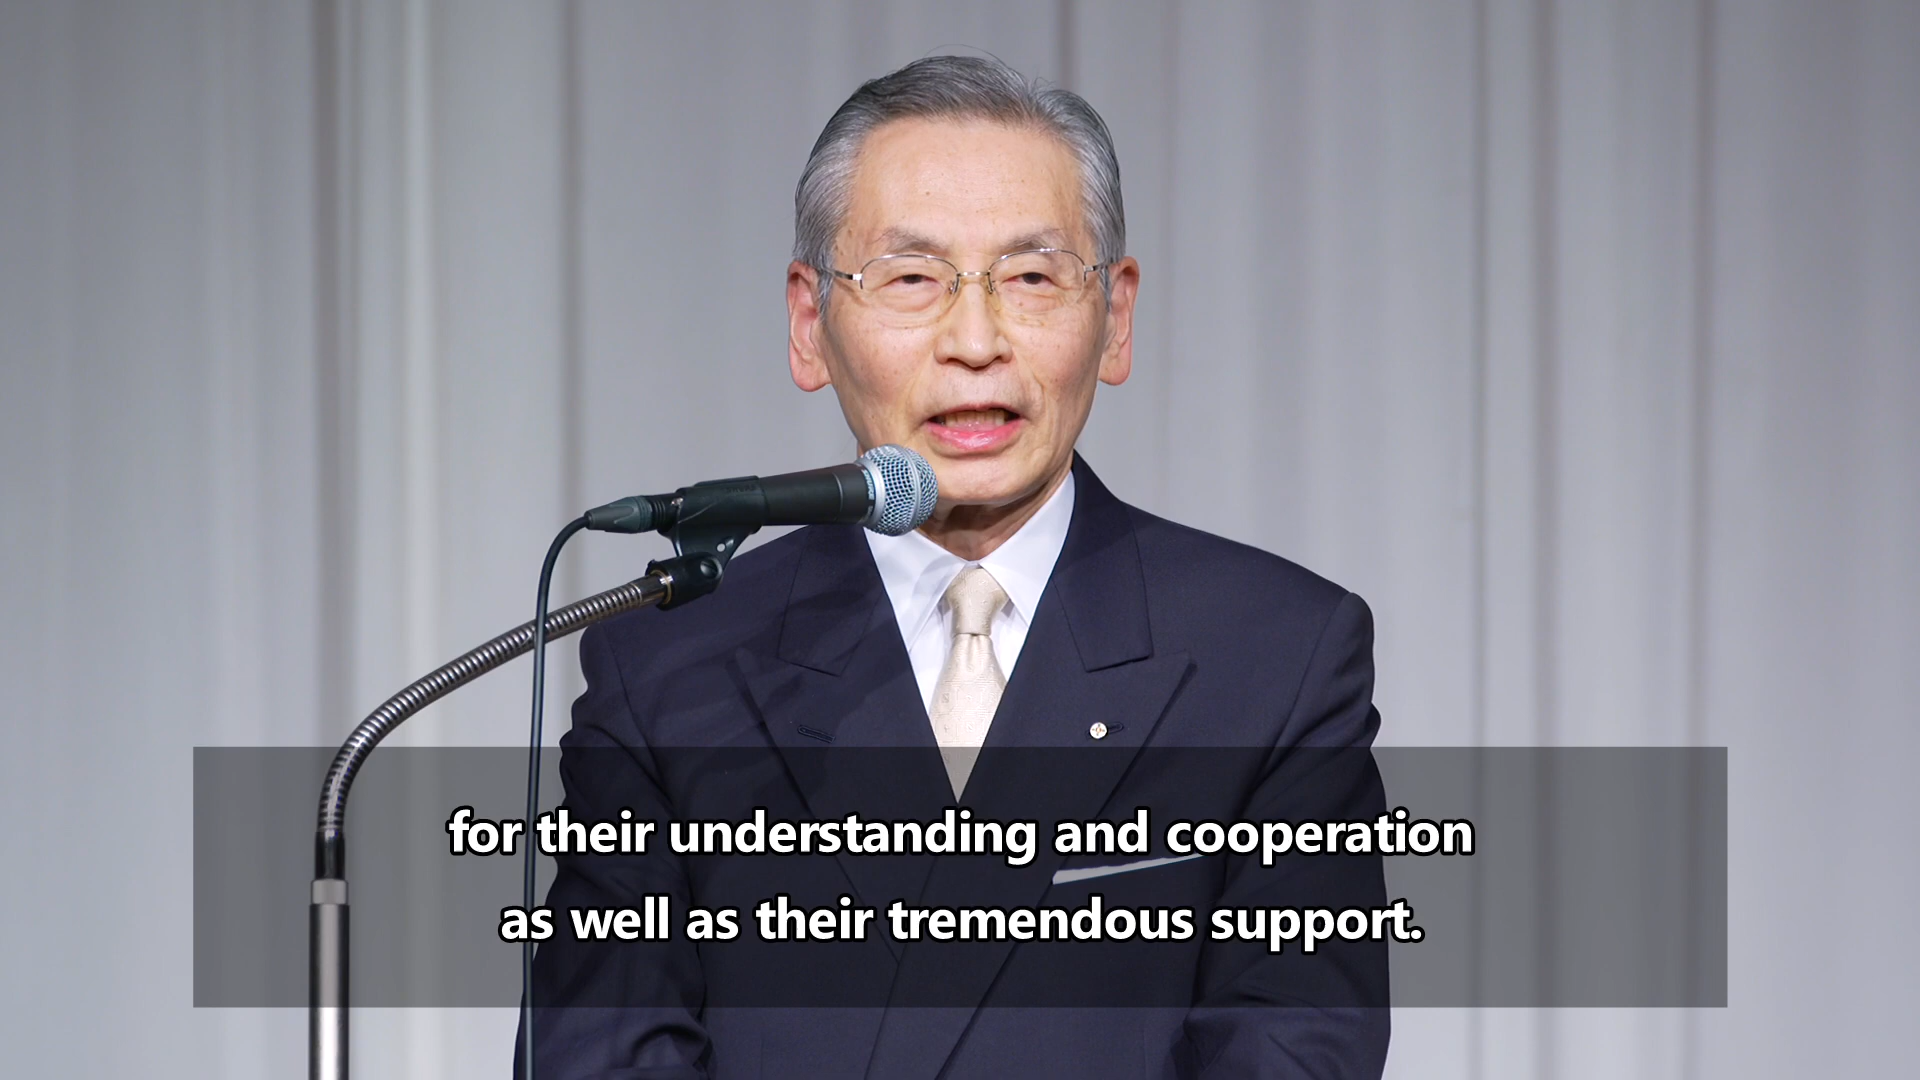 for their understanding and cooperation
as well as their tremendous support.